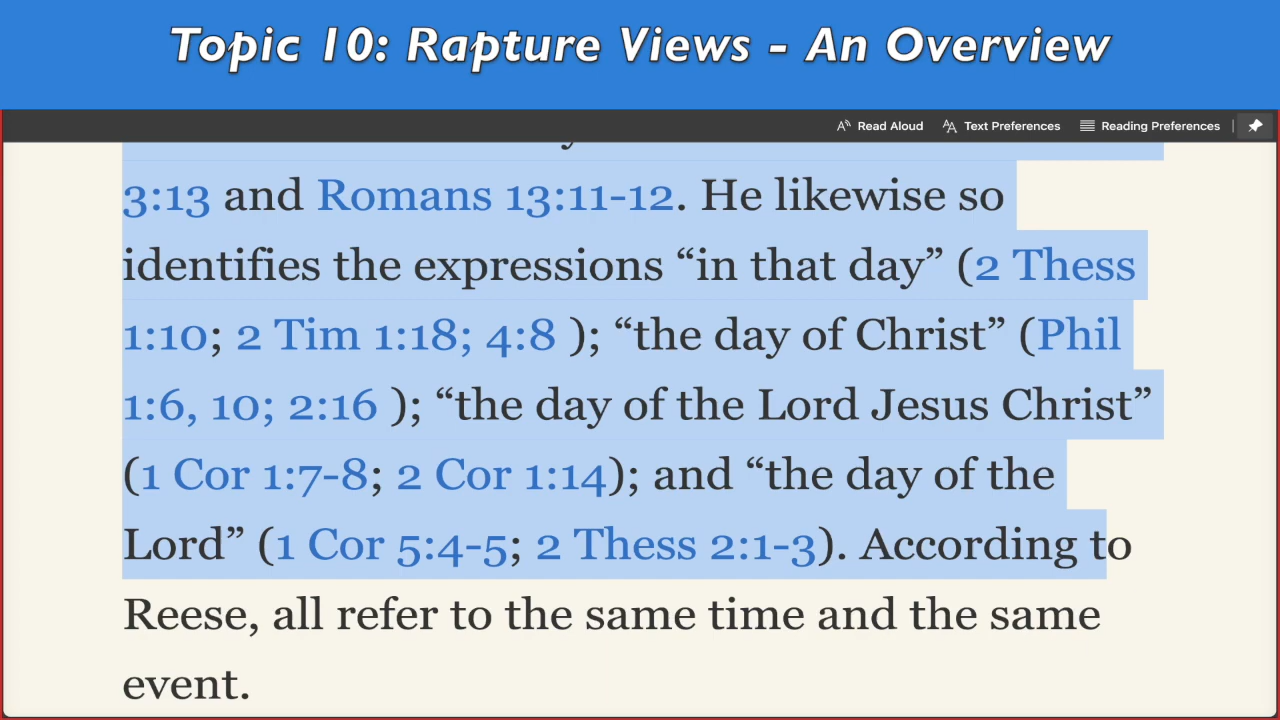 Topic 10: Rapture Views - An Overview
Read Aloud Text Preferences Reading Preferences
3:13 and Romans 13:11-12. He likewise so
identifies the expressions “in that day” (2 Thess
1:10; 2 Tim 1:18; 4:8 ); “the day of Christ” (Phil
1:6, 10; 2:16 ); “the day of the Lord Jesus Christ”
(1 Cor 1:7-8; 2 Cor 1:14); and “the day of the
Lord” (1 Cor 5:4-5; 2 Thess 2:1-3). According to
Reese, all refer to the same time and the same
event.